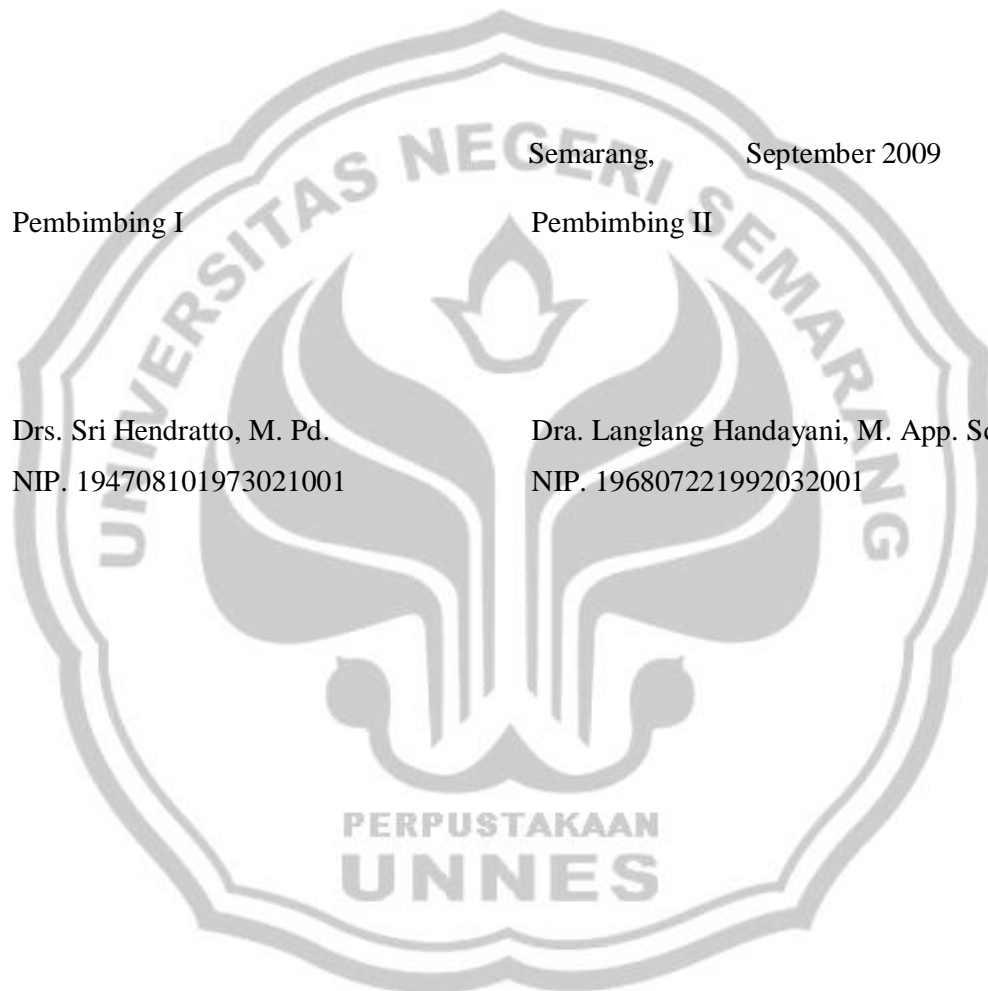 UNIVERSITAS NEGERI SEMARANG
Semarang, September 2009
Pembimbing I Pembimbing II
Drs. Sri Hendratto, M. Pd. Dra. Langlang Handayani, M. App. Sc
NIP. 194708101973021001 NIP. 196807221992032001
PERPUSTAKAAN
UNNES